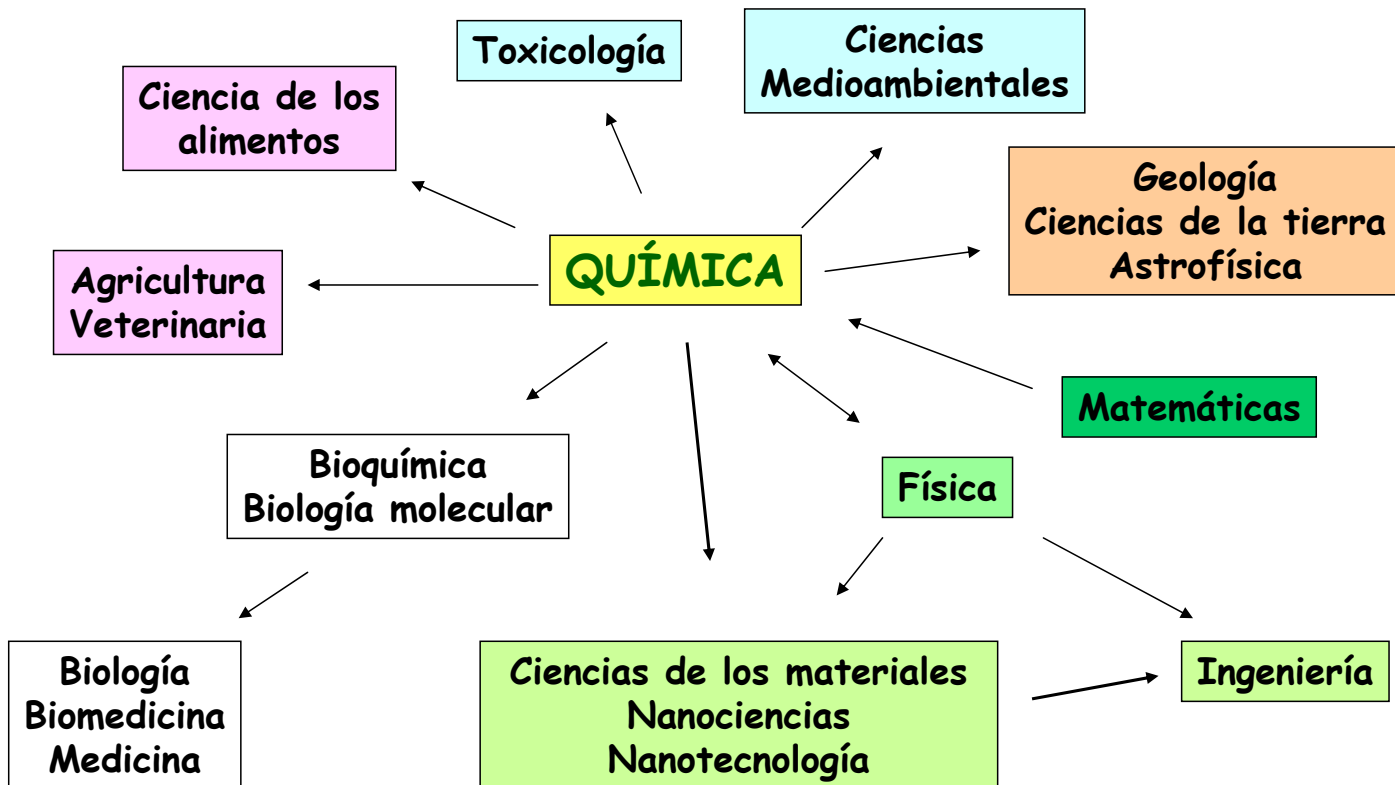 Toxicología
Ciencias
Medioambientales
Ciencia de los
alimentos
Geología
Ciencias de la tierra
Astrofísica
QUÍMICA
Agricultura
Veterinaria
Matemáticas
Bioquímica
Biología molecular
Física
Biología
Biomedicina
Medicina
Ciencias de los materiales
Nanociencias
Nanotecnología
Ingeniería